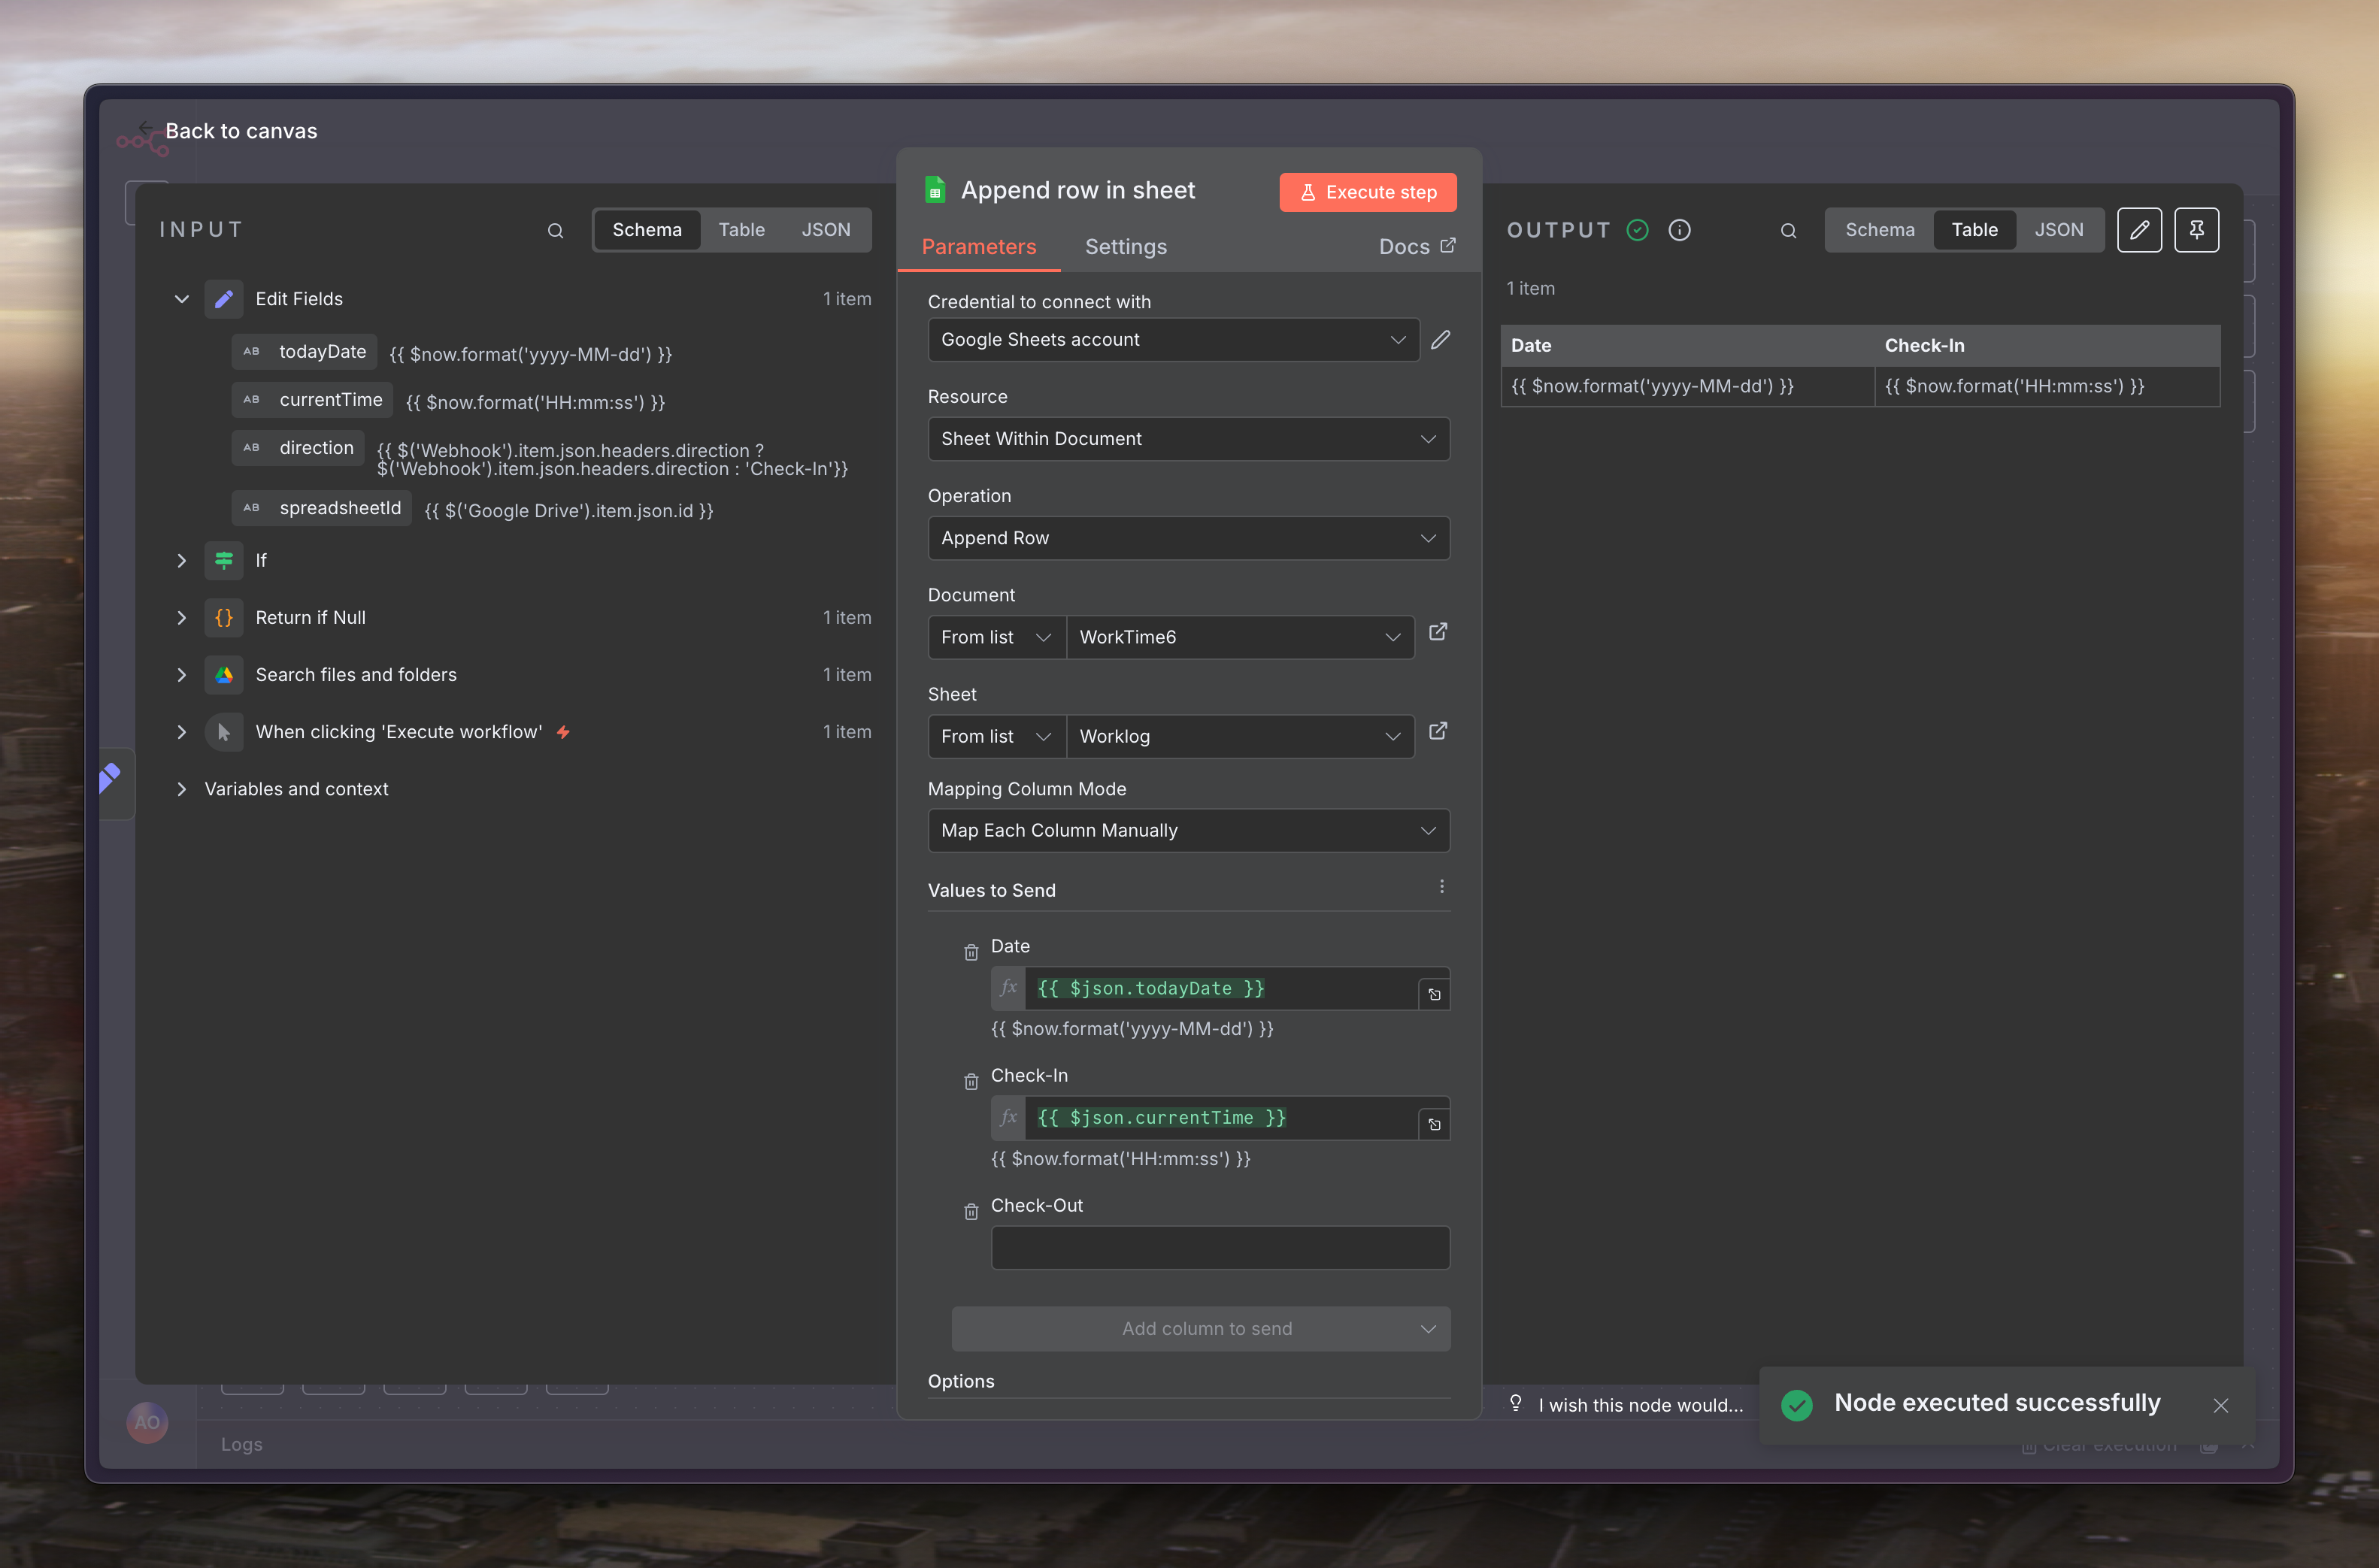 Back to canvas
INPUT
Schema
Table
JSON
Edit Fields
1 item
AB todayDate {{ $now.format('yyyy-MM-dd') }}
AB currentTime {{ $now.format('HH:mm:ss') }}
AB direction {{ $('Webhook').item.json.headers.direction ?
$('Webhook').item.json.headers.direction : 'Check-In'}}
AB spreadsheetId {{ $('Google Drive').item.json.id }}
If
Return if Null
1 item
Search files and folders
1 item
When clicking 'Execute workflow'
1 item
Variables and context
Append row in sheet
Execute step
Parameters
Settings
Docs
Credential to connect with
Google Sheets account
Resource
Sheet Within Document
Operation
Append Row
Document
From list
WorkTime6
Sheet
From list
Worklog
Mapping Column Mode
Map Each Column Manually
Values to Send
Date
fx {{ $json.todayDate }}
{{ $now.format('yyyy-MM-dd') }}
Check-In
fx {{ $json.currentTime }}
{{ $now.format('HH:mm:ss') }}
Check-Out
Add column to send
Options
OUTPUT
Schema
Table
JSON
1 item
Date
Check-In
{{ $now.format('yyyy-MM-dd') }}
{{ $now.format('HH:mm:ss') }}
I wish this node would...
Node executed successfully
AO
Logs
Clear execution